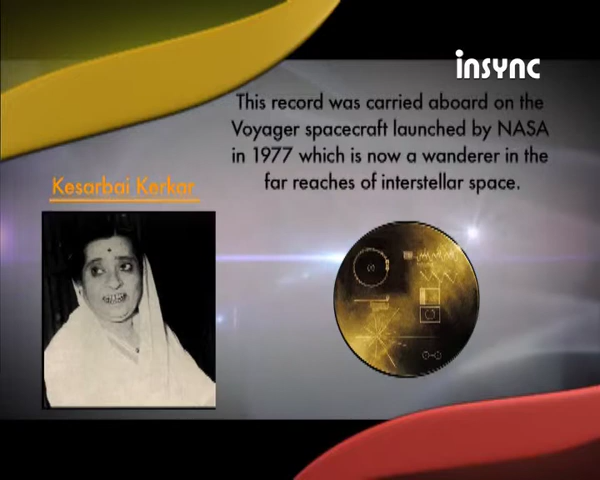 insync
This record was carried aboard on the
Voyager spacecraft launched by NASA
in 1977 which is now a wanderer in the
far reaches of interstellar space.
Kesarbai Kerkar